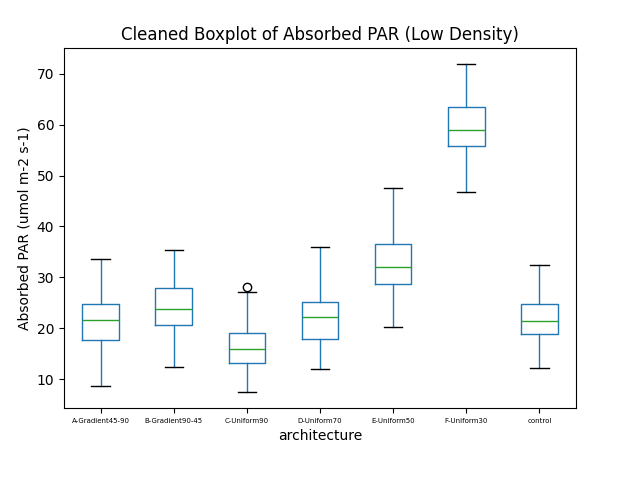 Cleaned Boxplot of Absorbed PAR (Low Density)
Absorbed PAR (umol m-2 s-1)
70
60
50
40
30
20
10
A-Gradient45-90 B-Gradient90-45 C-Uniform90 D-Uniform70 E-Uniform50 F-Uniform30 control
architecture